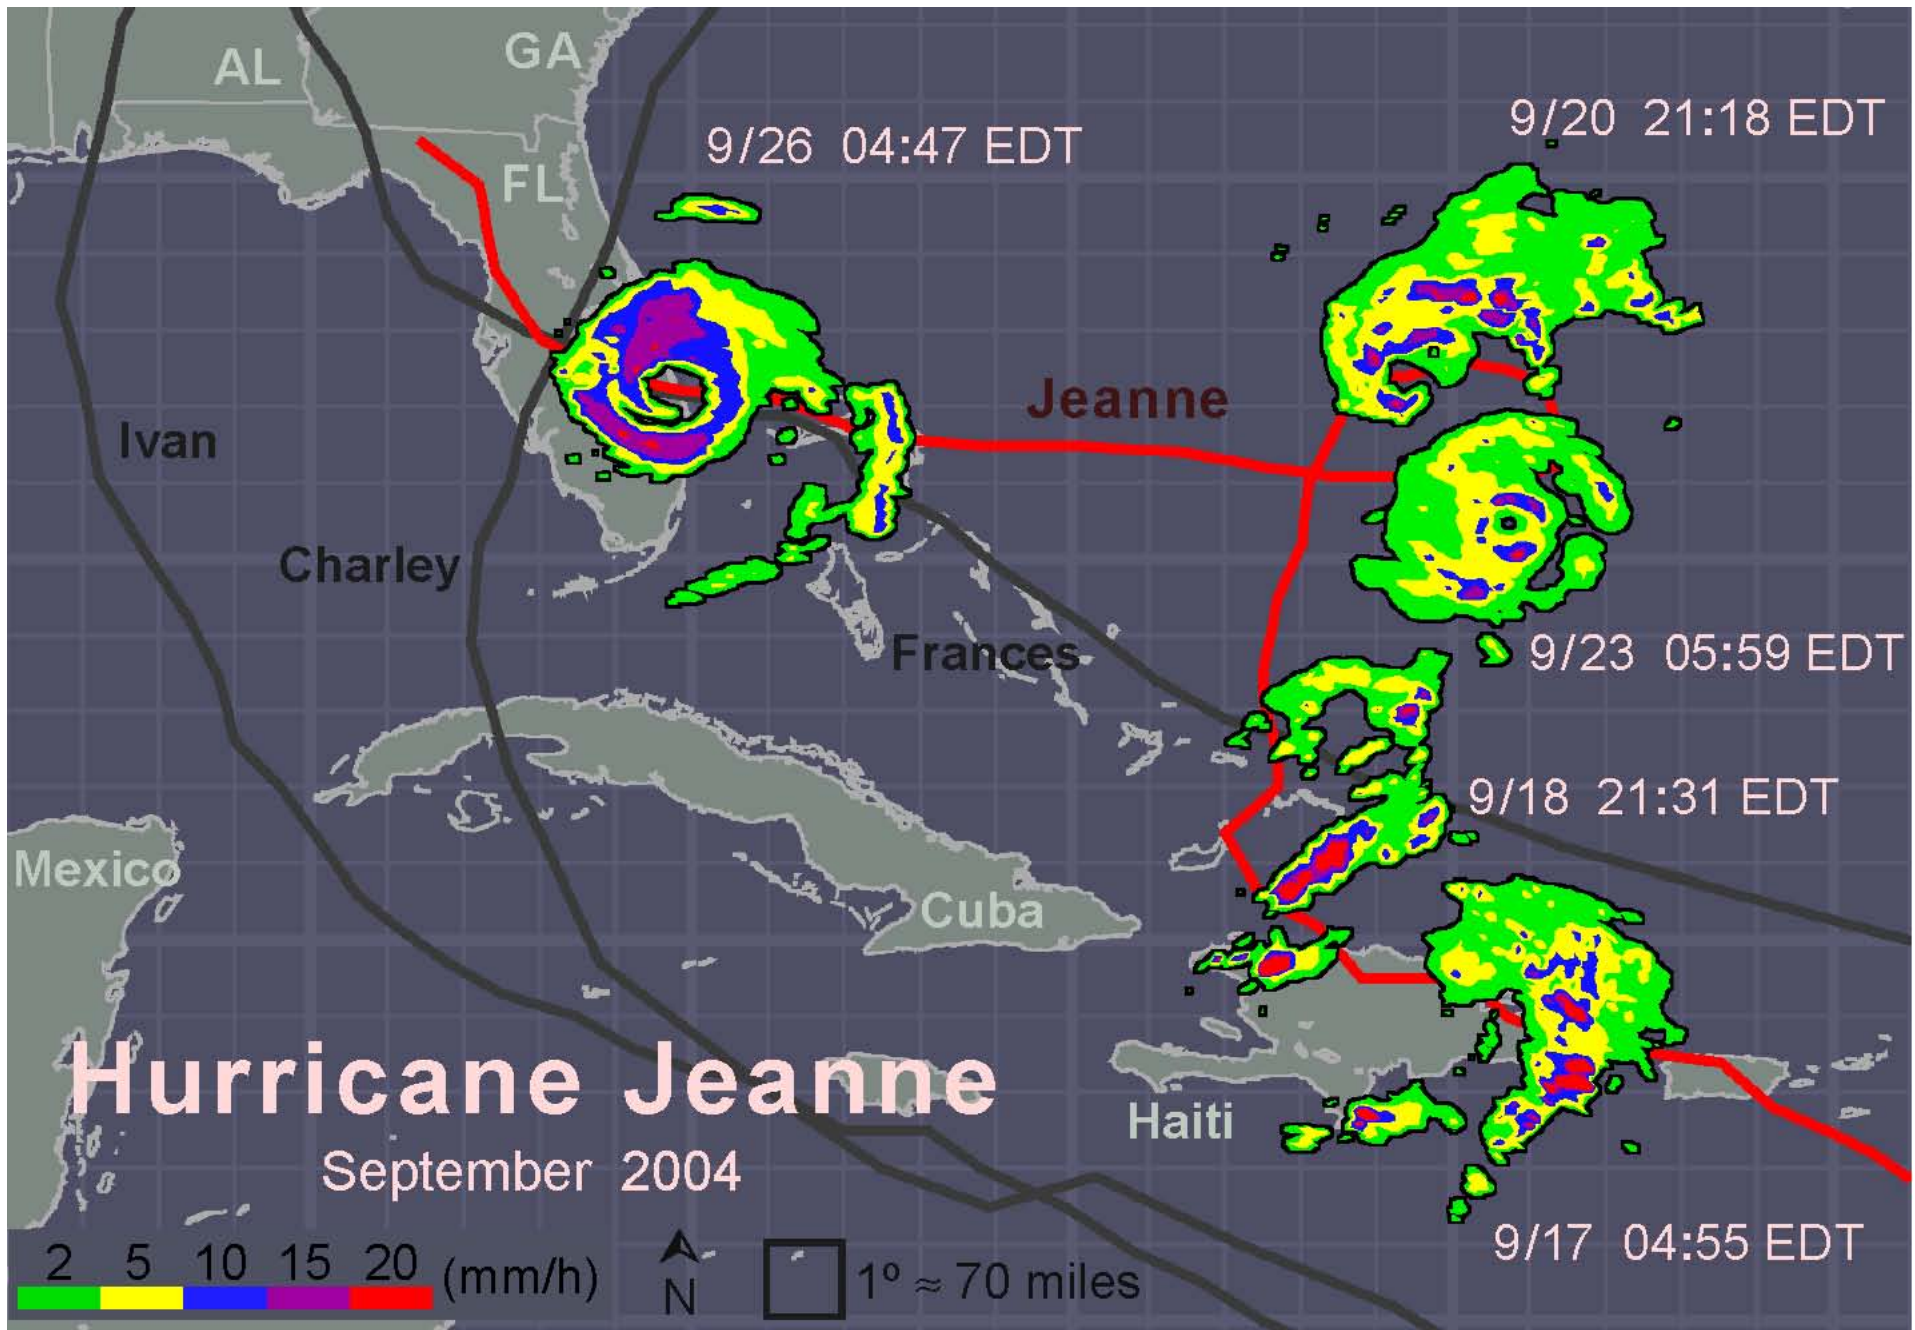 GA
AL
9/20 21:18 EDT
9/26 04:47 EDT
FL
Jeanne
Ivan
Charley
Frances
9/23 05:59 EDT
9/18 21:31 EDT
Mexico
Cuba
Hurricane Jeanne
Haiti
September 2004
9/17 04:55 EDT
2 5 10 15 20 (mm/h)
N
1º ≈ 70 miles